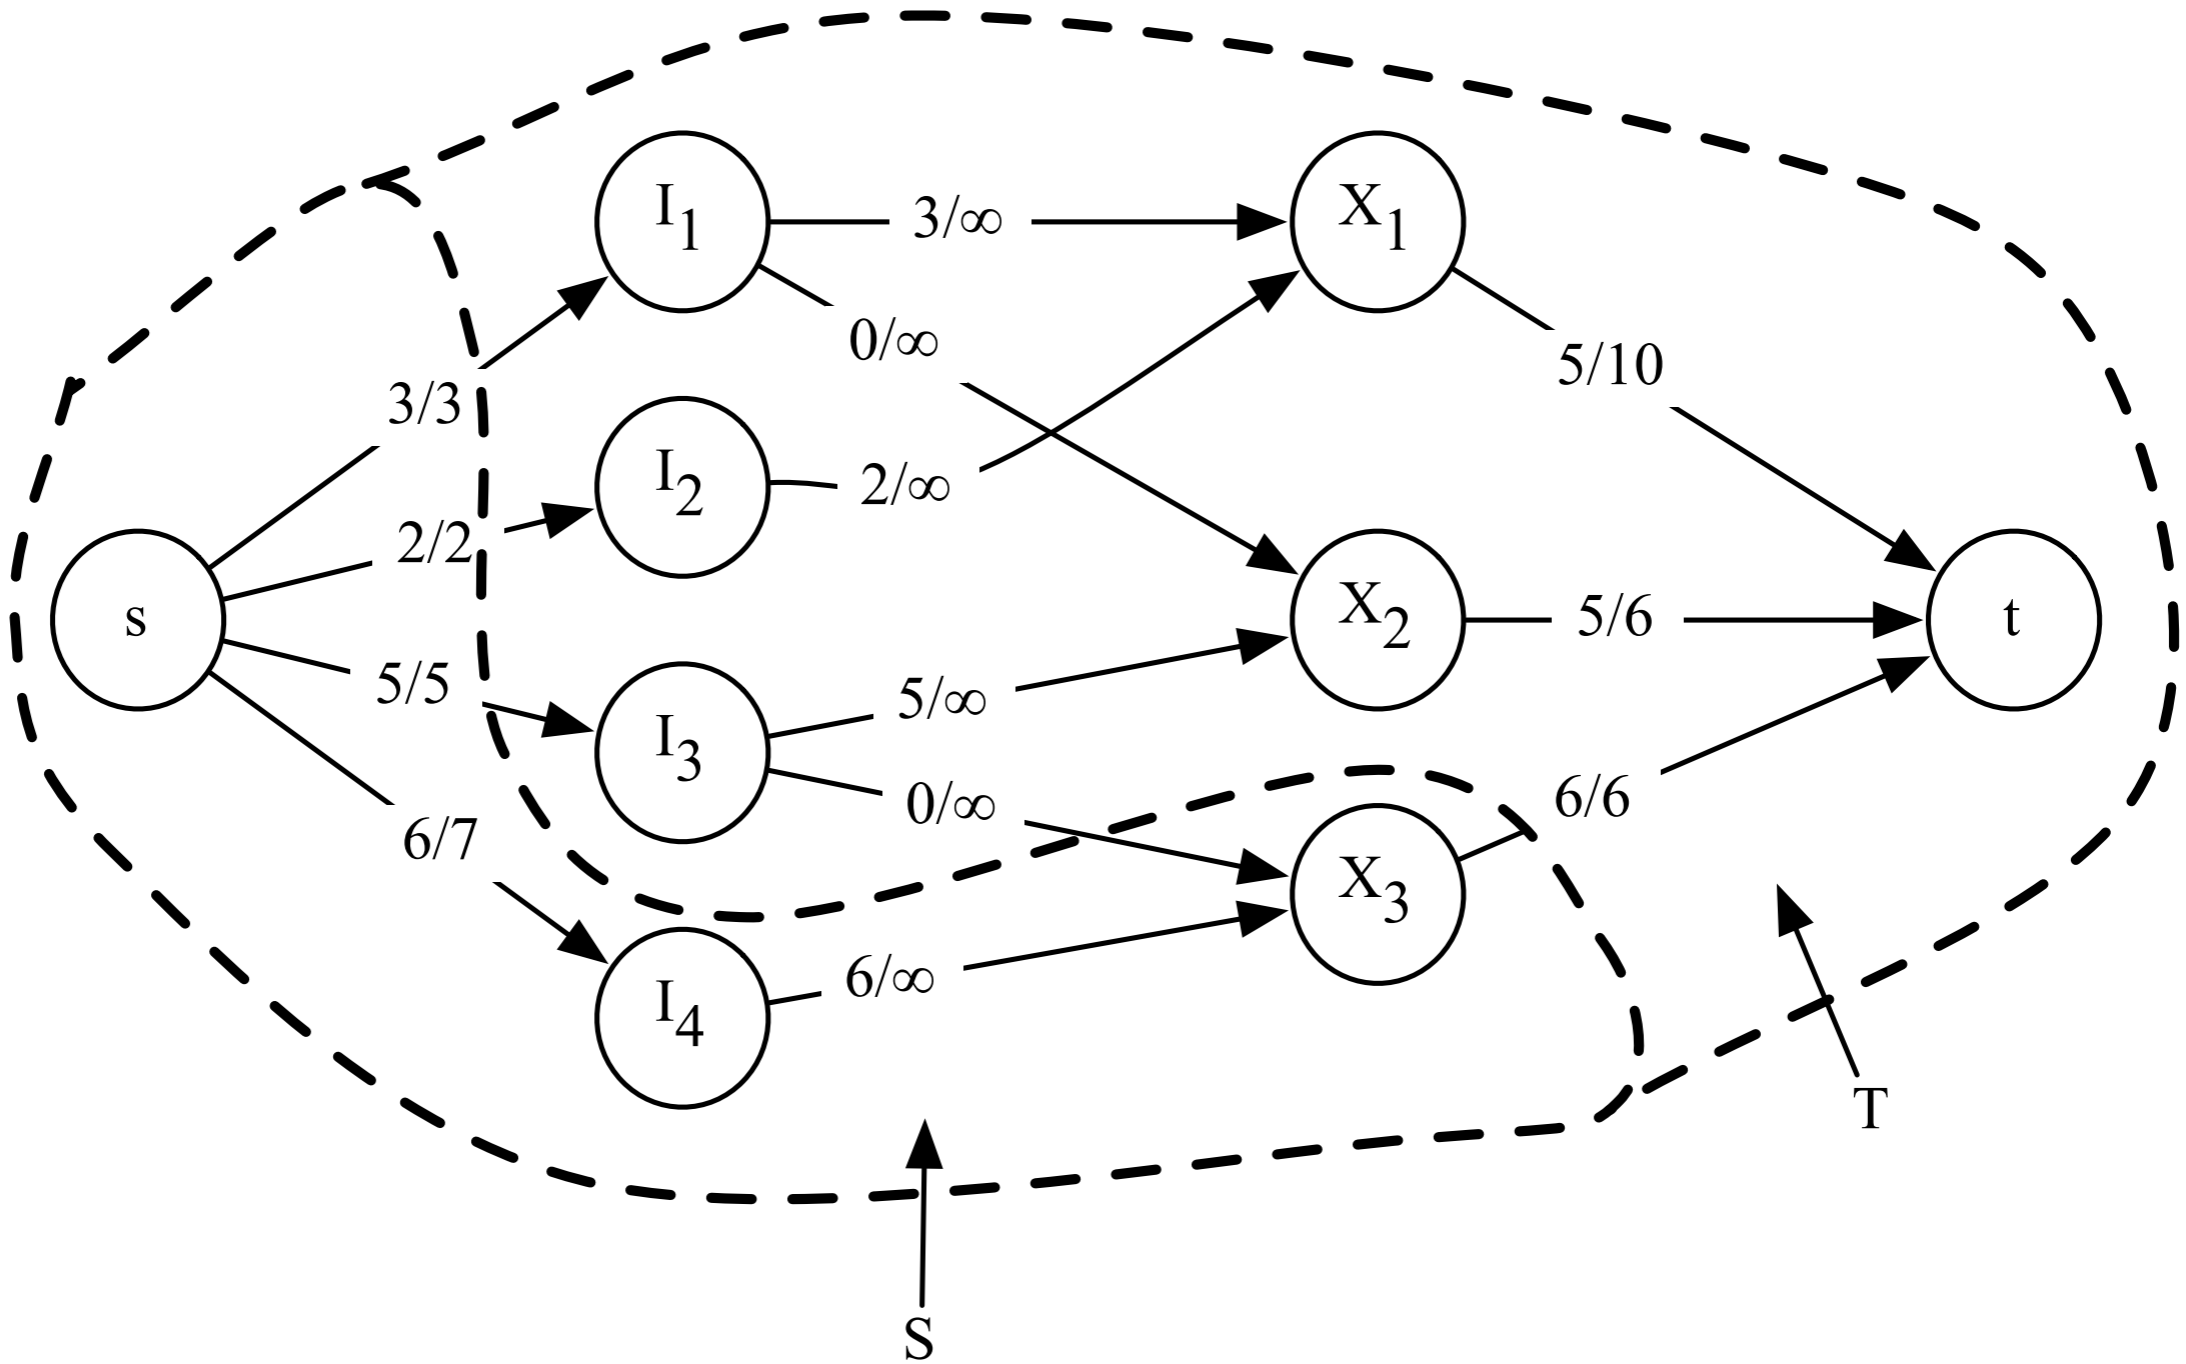 I1
3/∞
X1
0/∞
5/10
3/3
I2
2/∞
2/2
s
X2
5/6
t
5/5
I3
5/∞
0/∞
6/6
6/7
X3
I4
6/∞
T
S